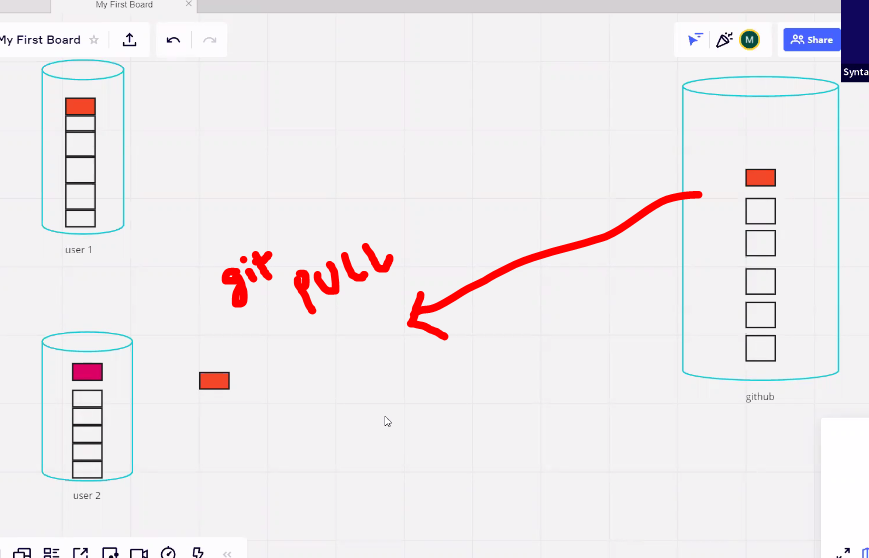 My First Board
My First Board
M
Share
Synta
user 1
git pull
github
user 2